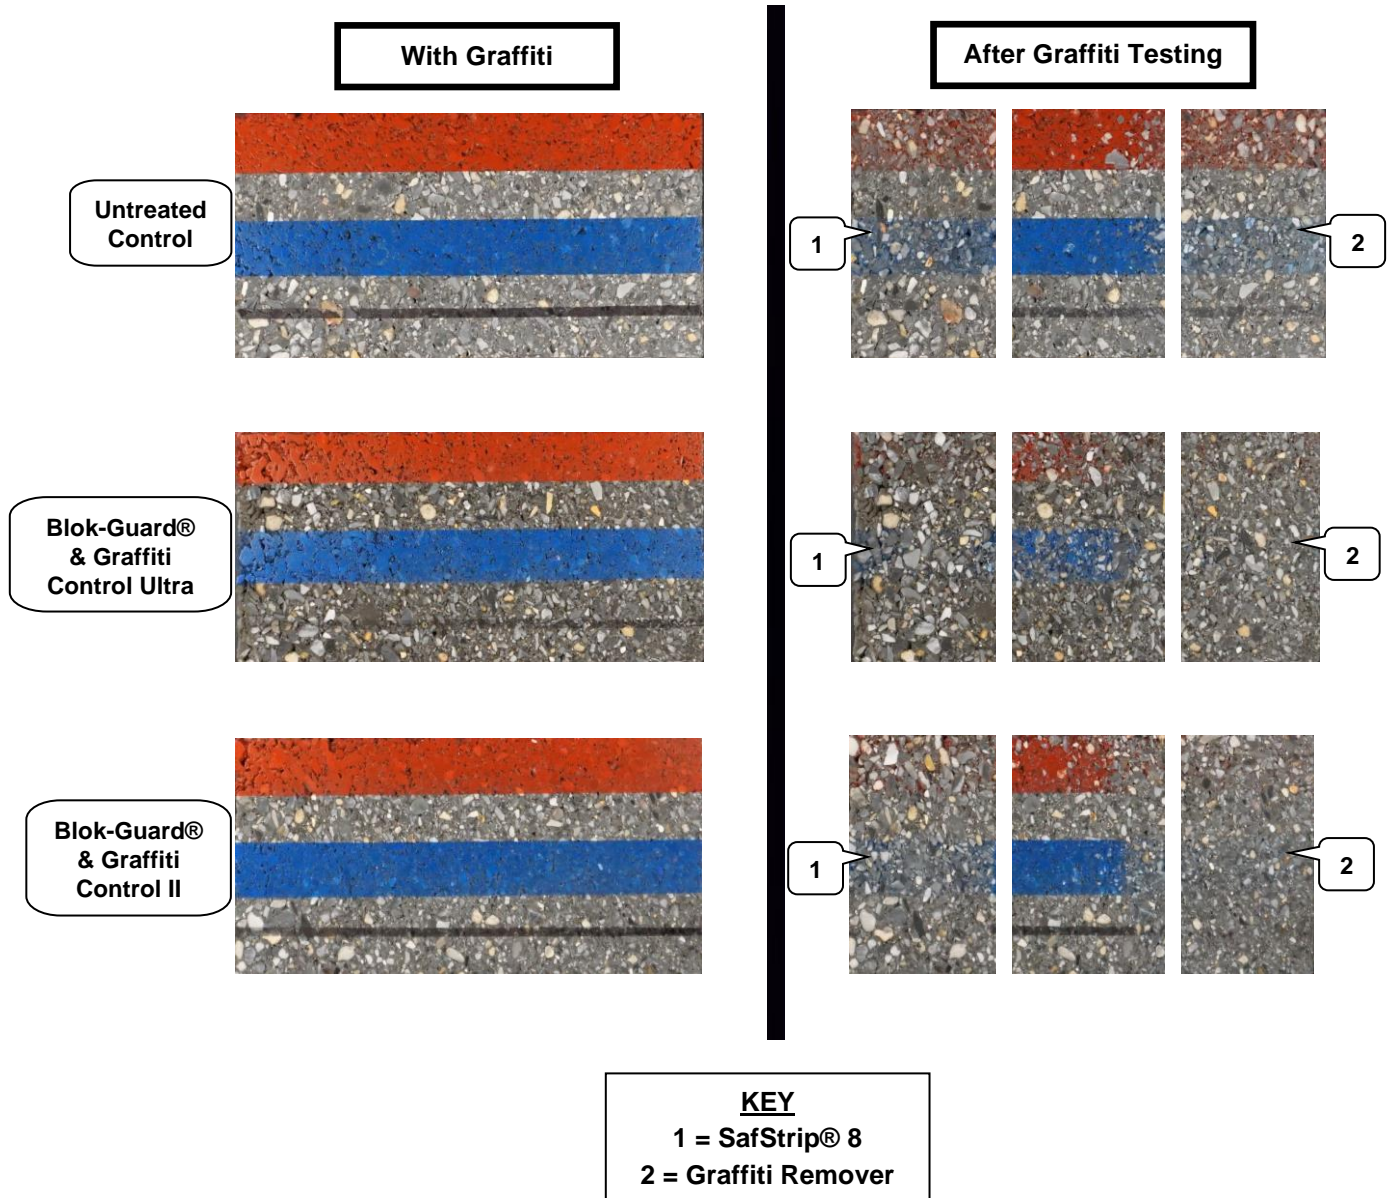 With Graffiti
After Graffiti Testing
Untreated
Control
1
2
Blok-Guard®
& Graffiti
Control Ultra
1
2
Blok-Guard®
& Graffiti
Control II
1
2
KEY
1 = SafStrip® 8
2 = Graffiti Remover